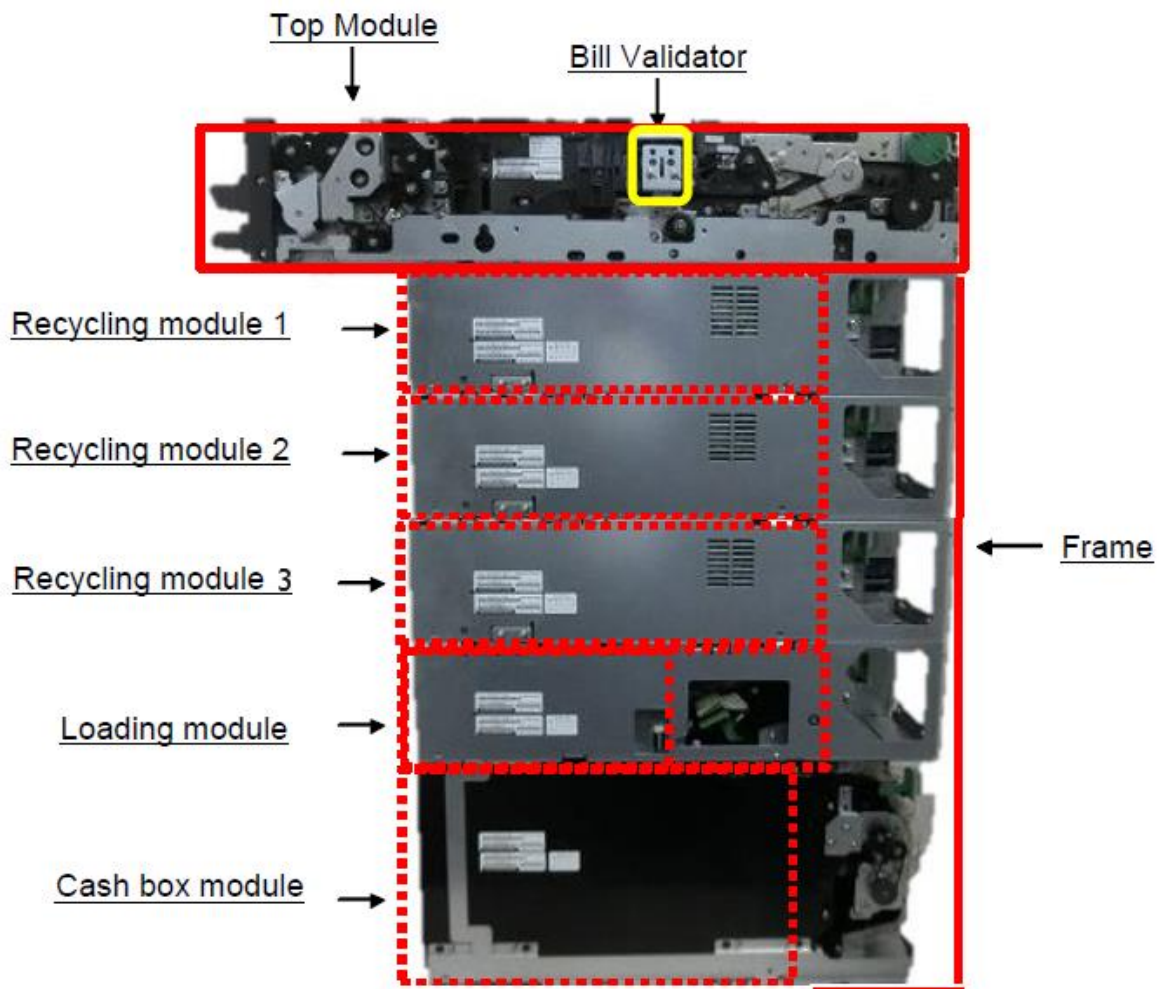 Top Module
Bill Validator
Recycling module 1
Recycling module 2
Recycling module 3
Frame
Loading module
Cash box module